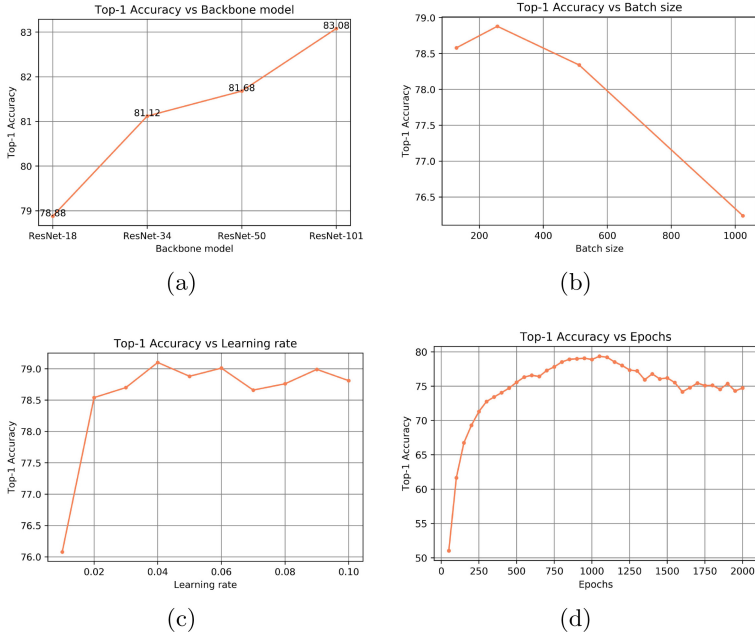 Top-1 Accuracy vs Backbone model
83
82
81
80
79
Top-1 Accuracy
78.88
81.12
81.68
83.08
ResNet-18
ResNet-34
ResNet-50
ResNet-101
Backbone model
(a)
Top-1 Accuracy vs Batch size
79.0
78.5
78.0
77.5
77.0
76.5
Top-1 Accuracy
200
400
600
800
1000
Batch size
(b)
Top-1 Accuracy vs Learning rate
79.0
78.5
78.0
77.5
77.0
76.5
76.0
Top-1 Accuracy
0.02
0.04
0.06
0.08
0.10
Learning rate
(c)
Top-1 Accuracy vs Epochs
80
75
70
65
60
55
50
Top-1 Accuracy
0
250
500
750
1000
1250
1500
1750
2000
Epochs
(d)